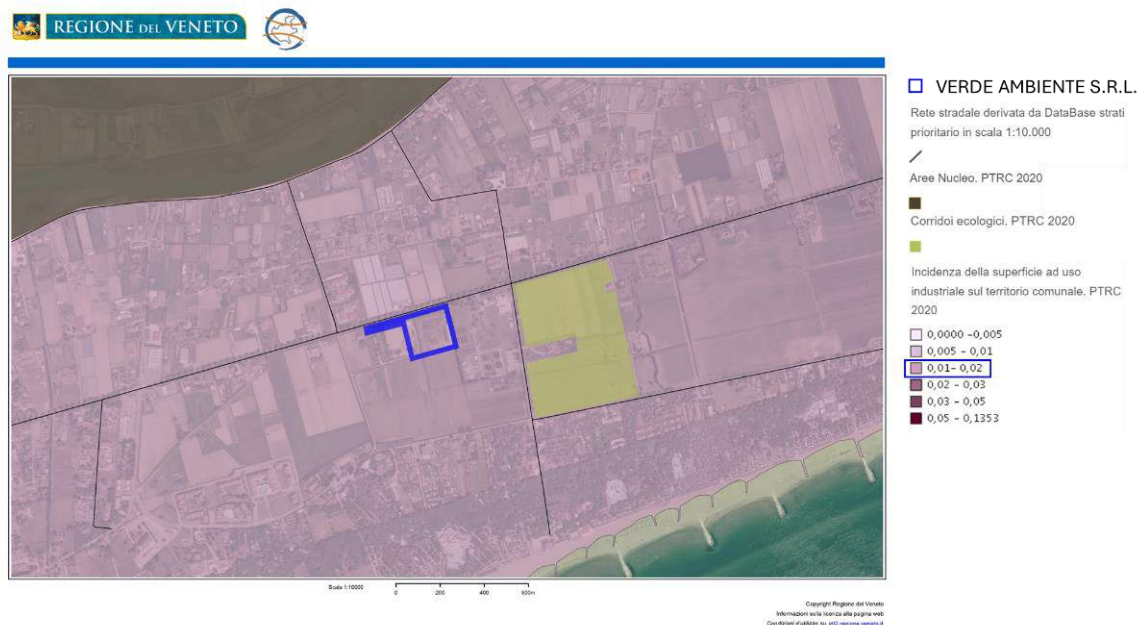 REGIONE DEL VENETO
VERDE AMBIENTE S.R.L.
Rete stradale derivata da DataBase strati
prioritario in scala 1:10.000
Aree Nucleo. PTRC 2020
Corridoi ecologici. PTRC 2020
Incidenza della superficie ad uso
industriale sul territorio comunale. PTRC
2020
0,0000 -0,005
0,005 - 0,01
0,01- 0,02
0,02 - 0,03
0,03 - 0,05
0,05 - 0,1353
Scala 1:10000
0 200 400 600m
Copyright Regione del Veneto
Informazioni sulla licenza alla pagina web
Condizioni d'utilizzo su